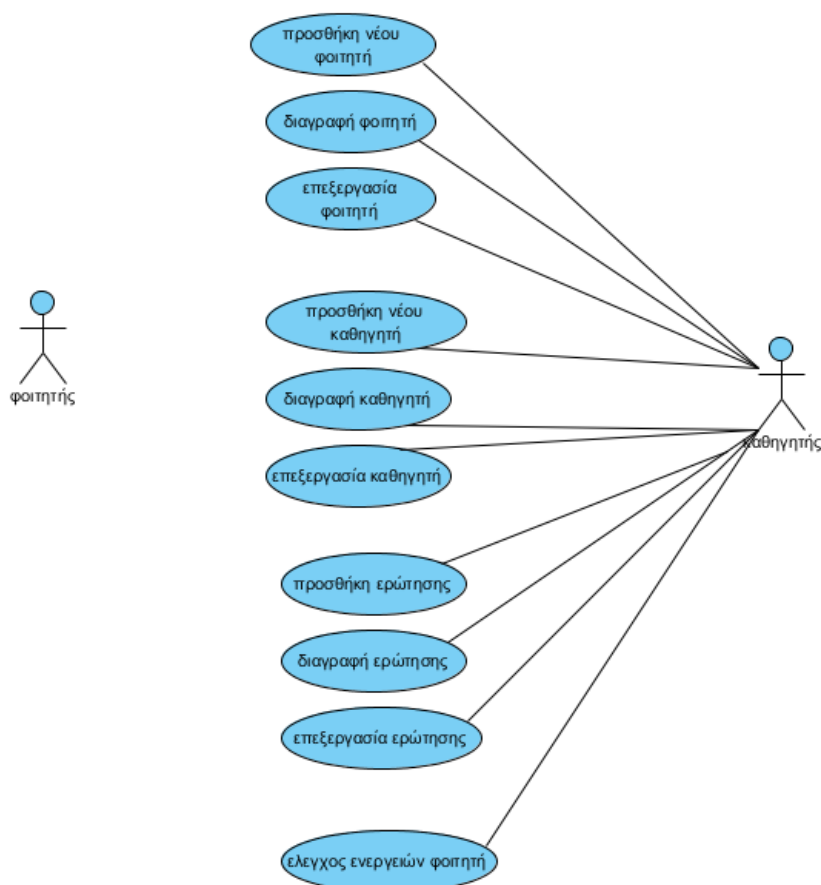 προσθήκη νέου
φοιτητή
διαγραφή φοιτητή
επεξεργασία
φοιτητή
φοιτητής
προσθήκη νέου
καθηγητή
διαγραφή καθηγητή
καθηγητής
επεξεργασία καθηγητή
προσθήκη ερώτησης
διαγραφή ερώτησης
επεξεργασία ερώτησης
ελεγχος ενεργειών φοιτητή